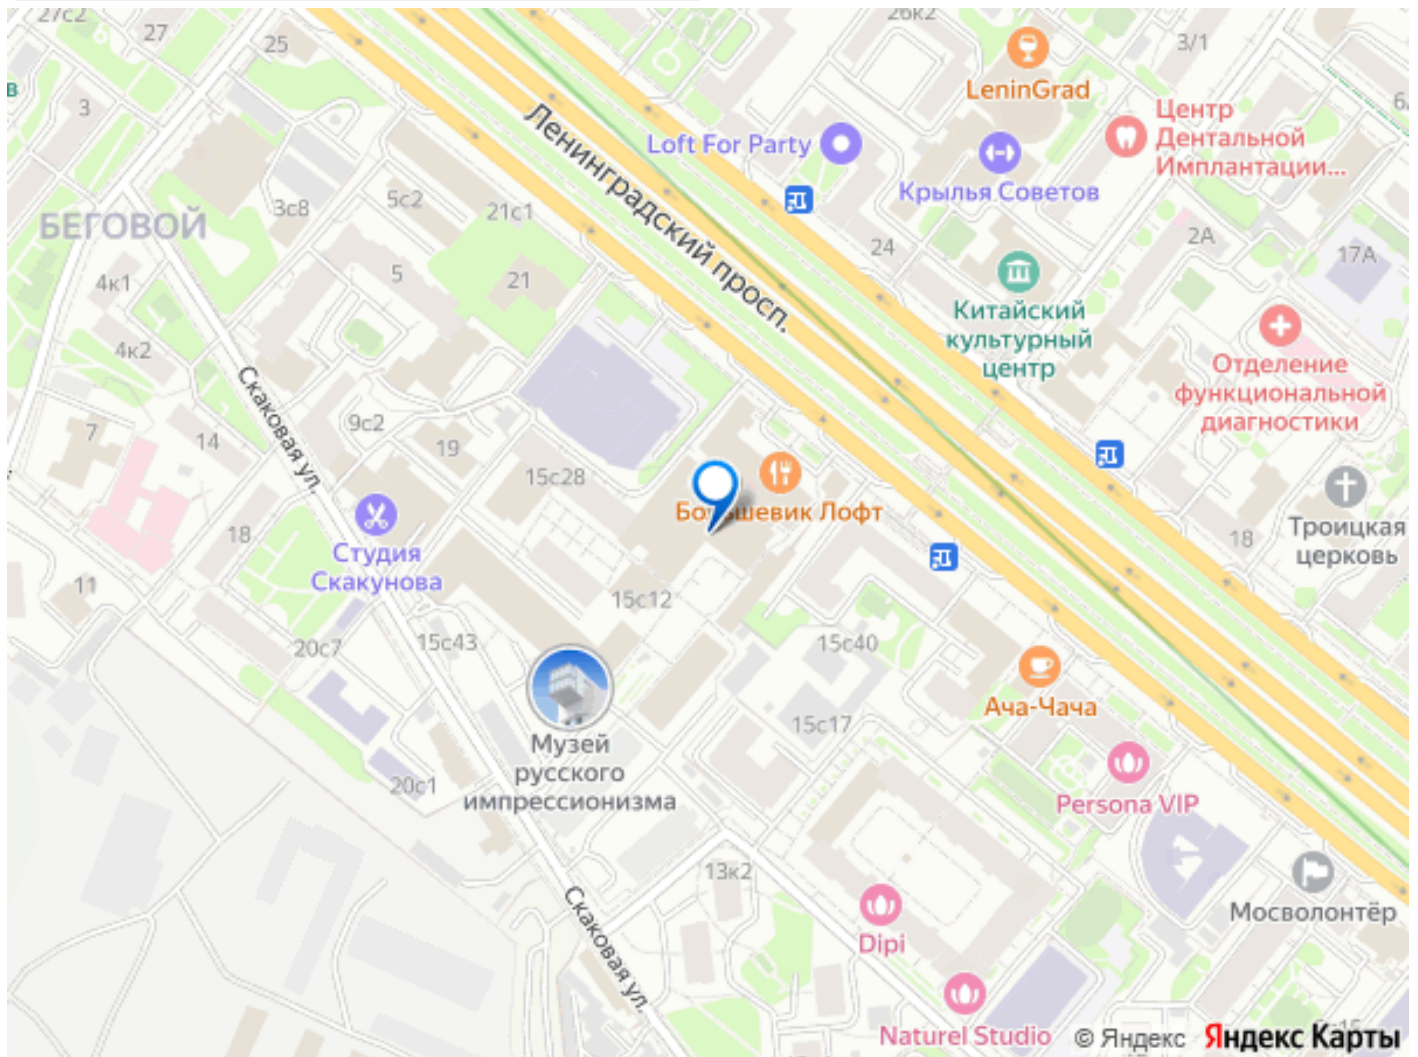 27с2
27
25
3
26к2
3/1
LeninGrad
Центр
Дентальной
Имплантации...
Loft For Party
Крылья Советов
Ленинградский просп.
3с8
5с2
21с1
БЕГОВОЙ
24
2А
17А
4к1
5
21
Китайский
культурный
центр
4к2
Отделение
функциональной
диагностики
Скаковая ул.
7
14
9с2
19
15с28
Большевик Лофт
18
Студия
Скакунова
18
Троицкая
церковь
11
15с12
20с7
15с43
15с40
Ача-Чача
15с17
Музей
русского
импрессионизма
20с1
Persona VIP
13к2
Скаковая ул.
Мосволонтёр
Dipi
Naturel Studio
© Яндекс
Яндекс Карты